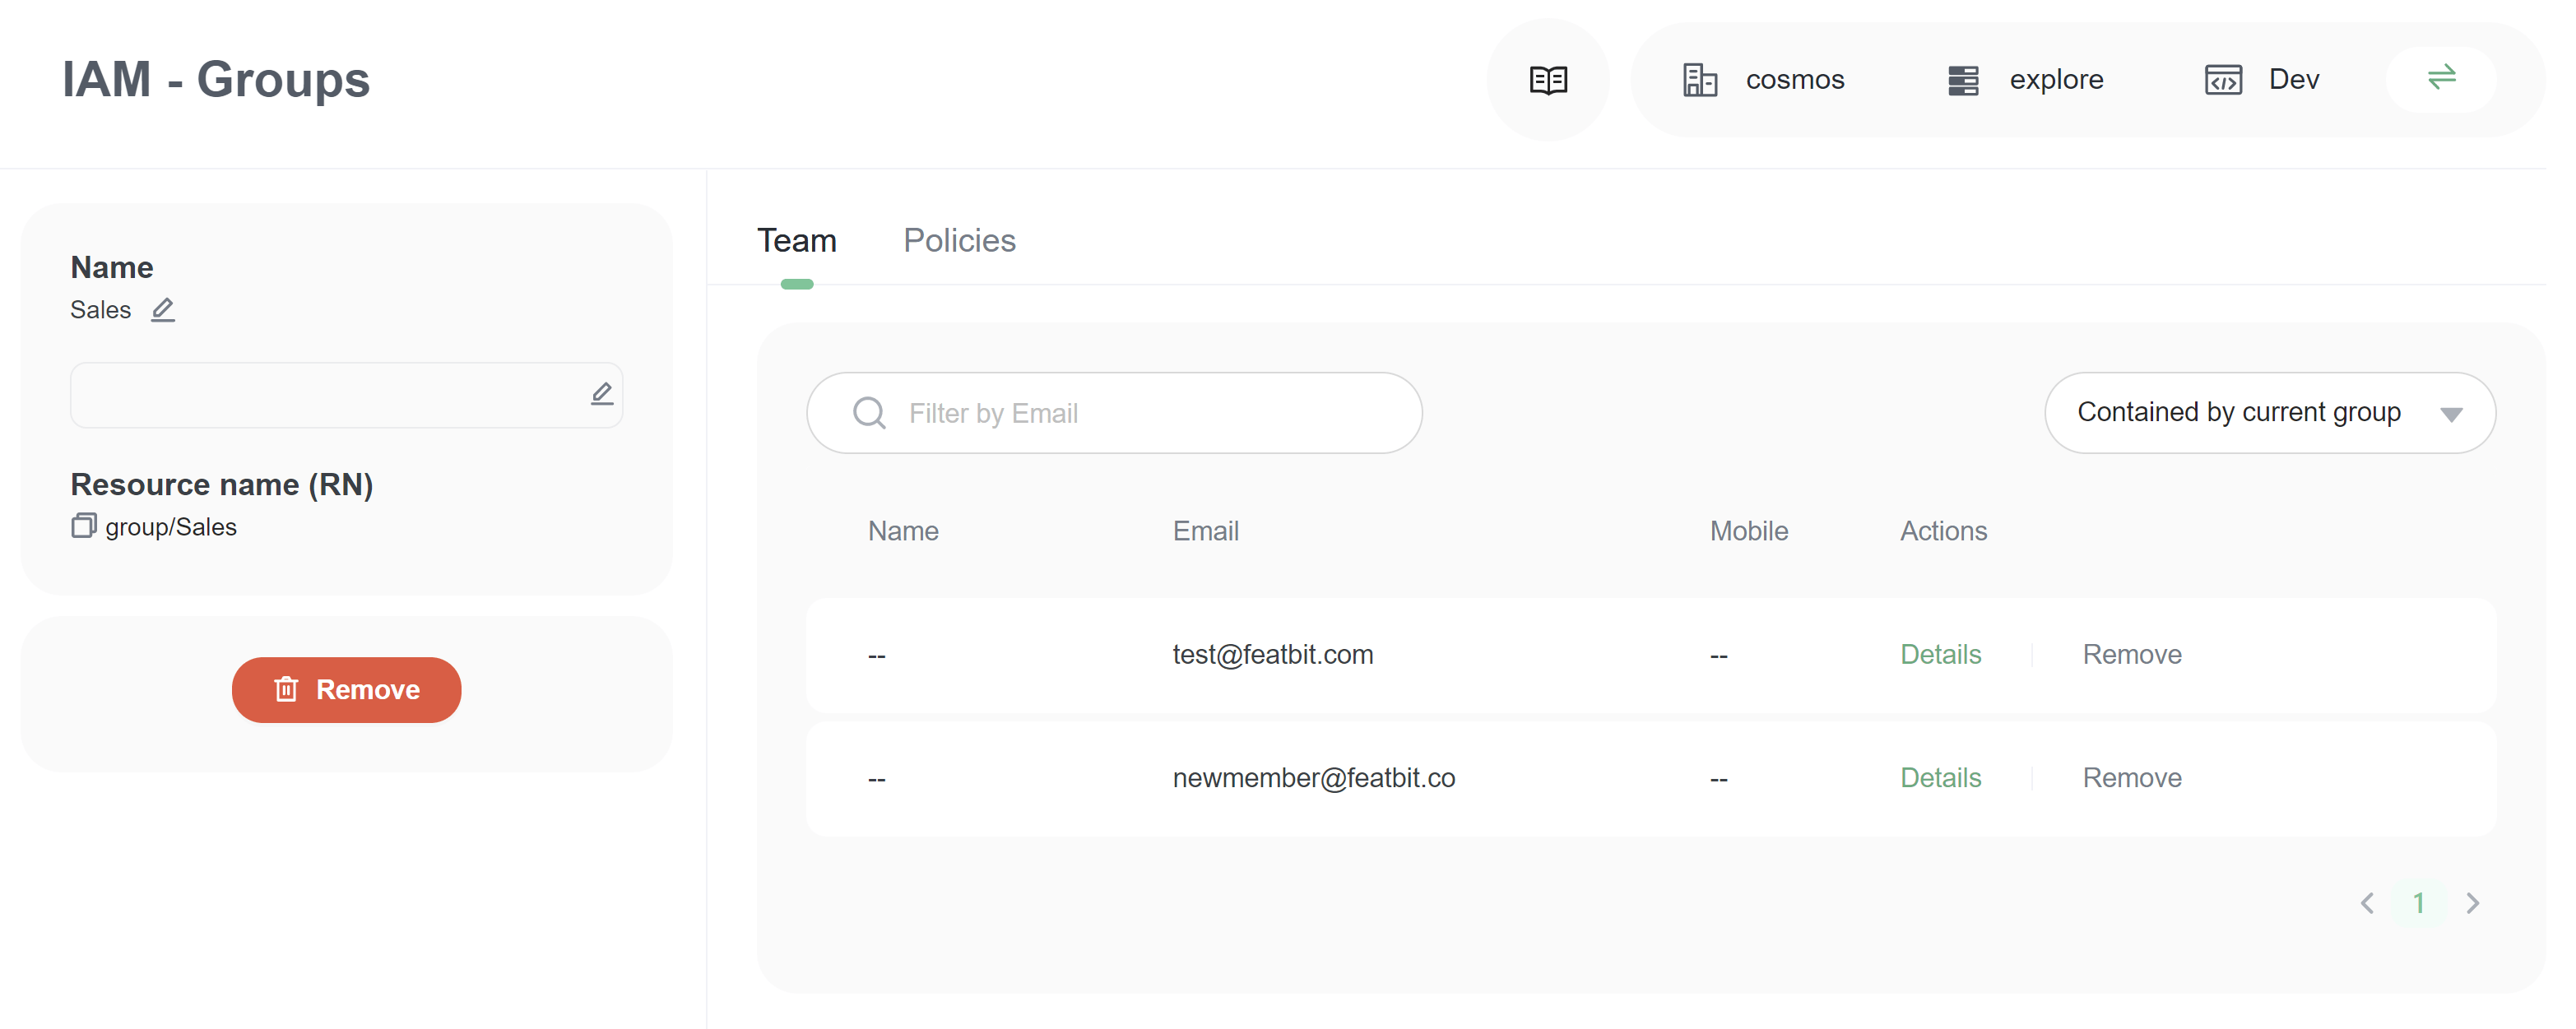 IAM - Groups
cosmos
explore
Dev
Name
Sales
Resource name (RN)
group/Sales
Remove
Team Policies
Filter by Email
Contained by current group
Name Email Mobile Actions
-- test@featbit.com -- Details Remove
-- newmember@featbit.co -- Details Remove
1